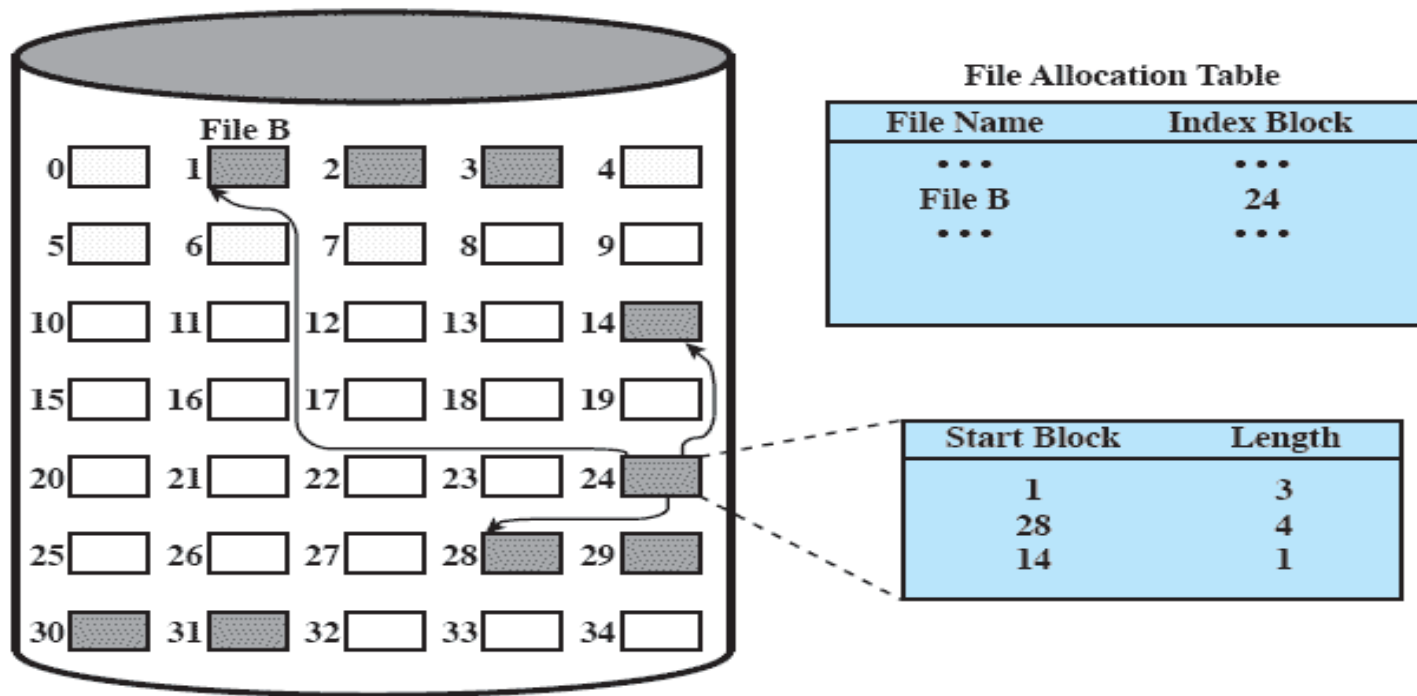 File B
0 1 2 3 4
5 6 7 8 9
10 11 12 13 14
15 16 17 18 19
20 21 22 23 24
25 26 27 28 29
30 31 32 33 34
File Allocation Table
File Name Index Block
• • • • • •
File B 24
• • • • • •
Start Block Length
1 3
28 4
14 1